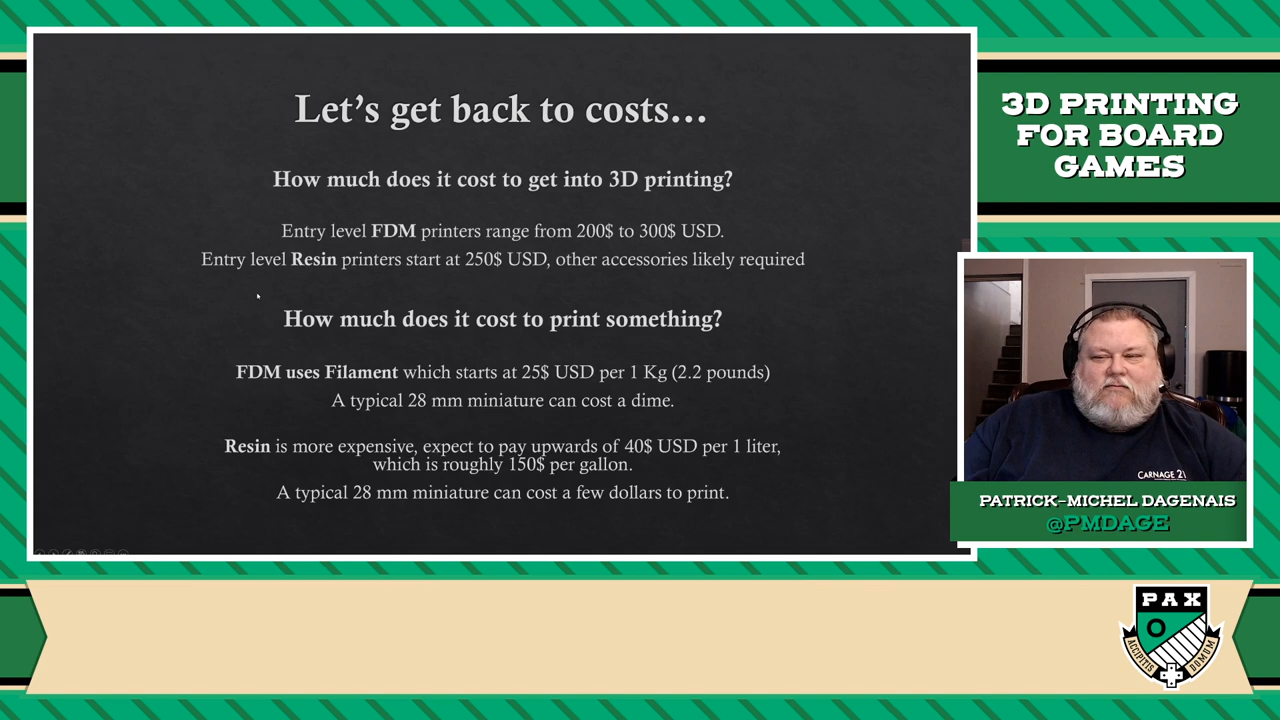 Let's get back to costs...
How much does it cost to get into 3D printing?
Entry level FDM printers range from 200$ to 300$ USD.
Entry level Resin printers start at 250$ USD, other accessories likely required
How much does it cost to print something?
FDM uses Filament which starts at 25$ USD per 1 Kg (2.2 pounds)
A typical 28 mm miniature can cost a dime.
Resin is more expensive, expect to pay upwards of 40$ USD per 1 liter,
which is roughly 150$ per gallon.
A typical 28 mm miniature can cost a few dollars to print.
3D PRINTING
FOR BOARD
GAMES
CARNAGE 21
PATRICK-MICHEL DAGENAIS
@PMDAGE
PAX
O
ACCIPITIS DOMUM